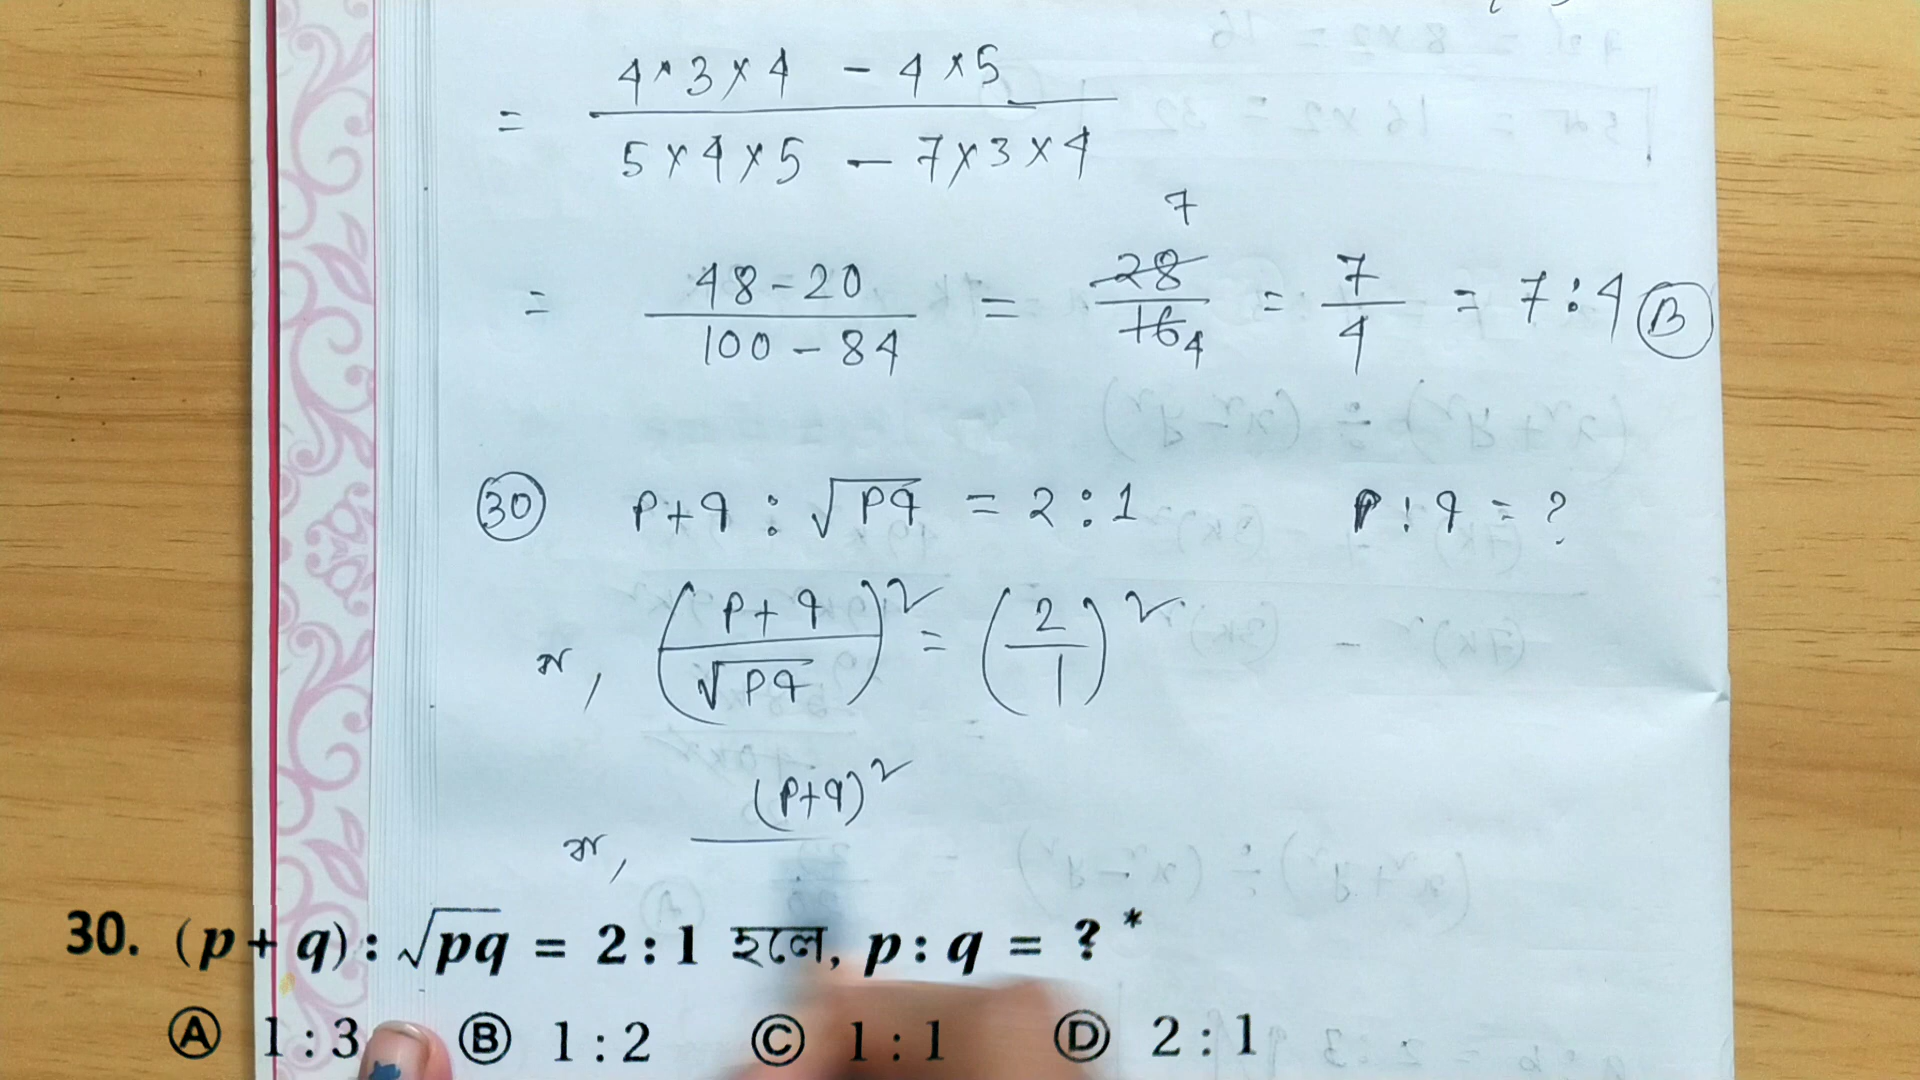 = (4×3×4 - 4×5) / (5×4×5 - 7×3×4)
= (48-20) / (100-84) = 28 7 / 16 4 = 7/4 = 7:4 Ⓑ
㉚ p+q : √pq = 2:1 p:q = ?
বা, ((p+q) / √pq)² = (2/1)²
বা, (p+q)²
30. (p + q) : √pq = 2 : 1 হলে, p : q = ? *
Ⓐ 1 : 3 Ⓑ 1 : 2 Ⓒ 1 : 1 Ⓓ 2 : 1